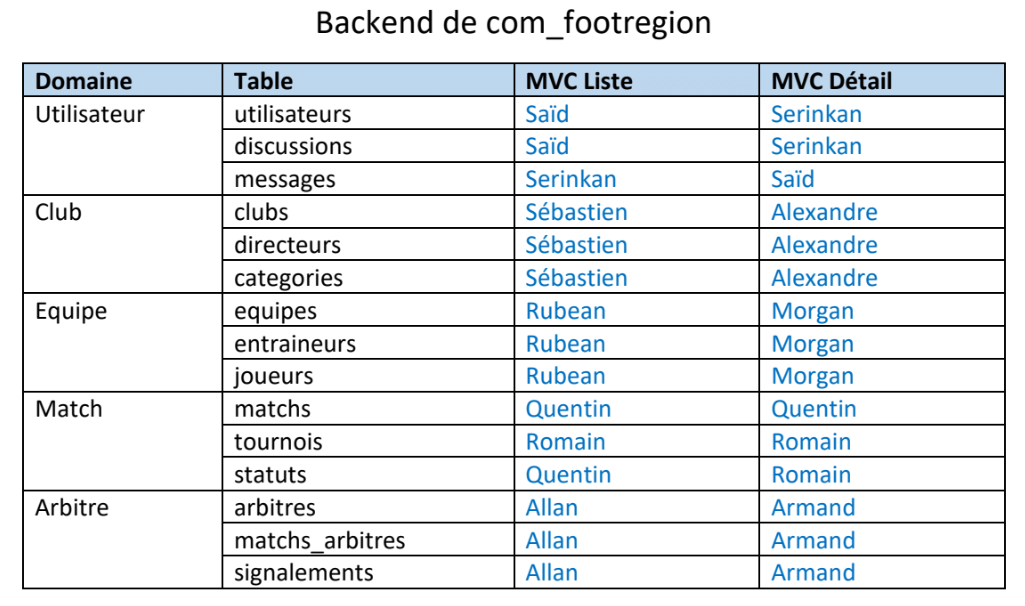 Backend de com_footregion
Domaine Table MVC Liste MVC Détail
Utilisateur utilisateurs Saïd Serinkan
discussions Saïd Serinkan
messages Serinkan Saïd
Club clubs Sébastien Alexandre
directeurs Sébastien Alexandre
categories Sébastien Alexandre
Equipe equipes Rubean Morgan
entraineurs Rubean Morgan
joueurs Rubean Morgan
Match matchs Quentin Quentin
tournois Romain Romain
statuts Quentin Romain
Arbitre arbitres Allan Armand
matchs_arbitres Allan Armand
signalements Allan Armand